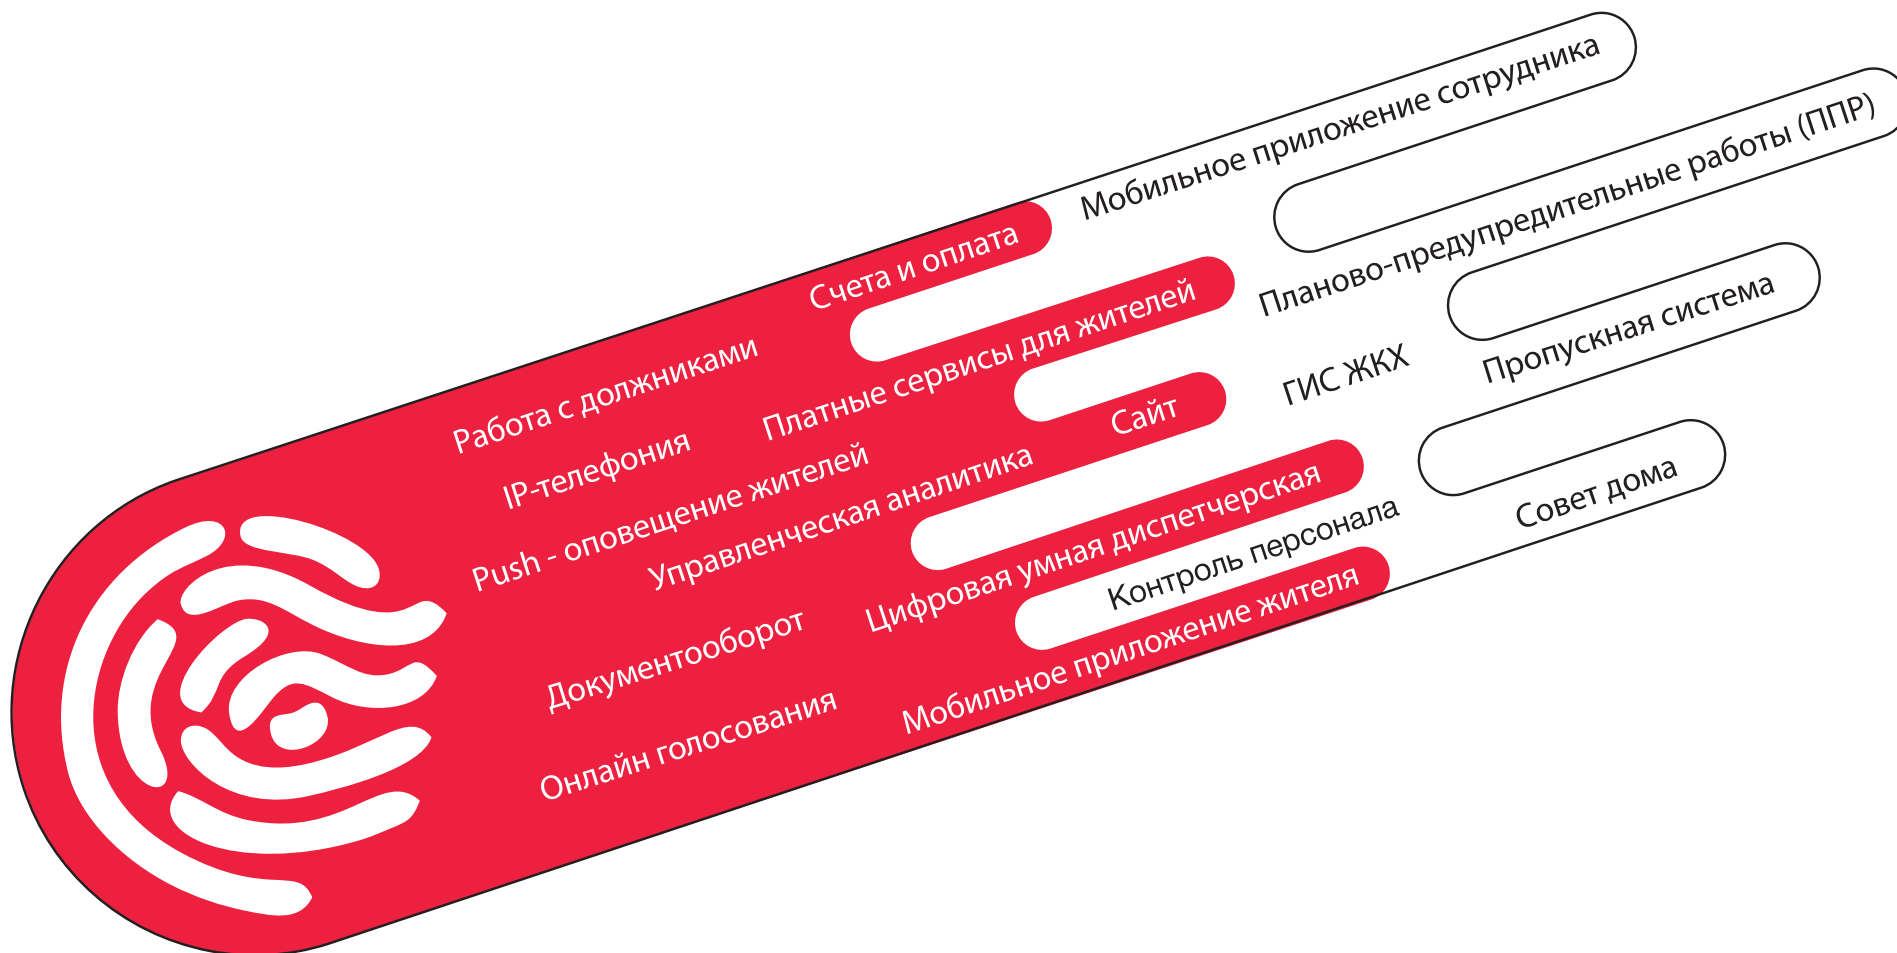 Мобильное приложение сотрудника
Счета и оплата
Работа с должниками
Планово-предупредительные работы (ППР)
Платные сервисы для жителей
IP-телефония
Пропускная система
ГИС ЖКХ
Сайт
Push - оповещение жителей
Управленческая аналитика
Совет дома
Контроль персонала
Цифровая умная диспетчерская
Документооборот
Мобильное приложение жителя
Онлайн голосования